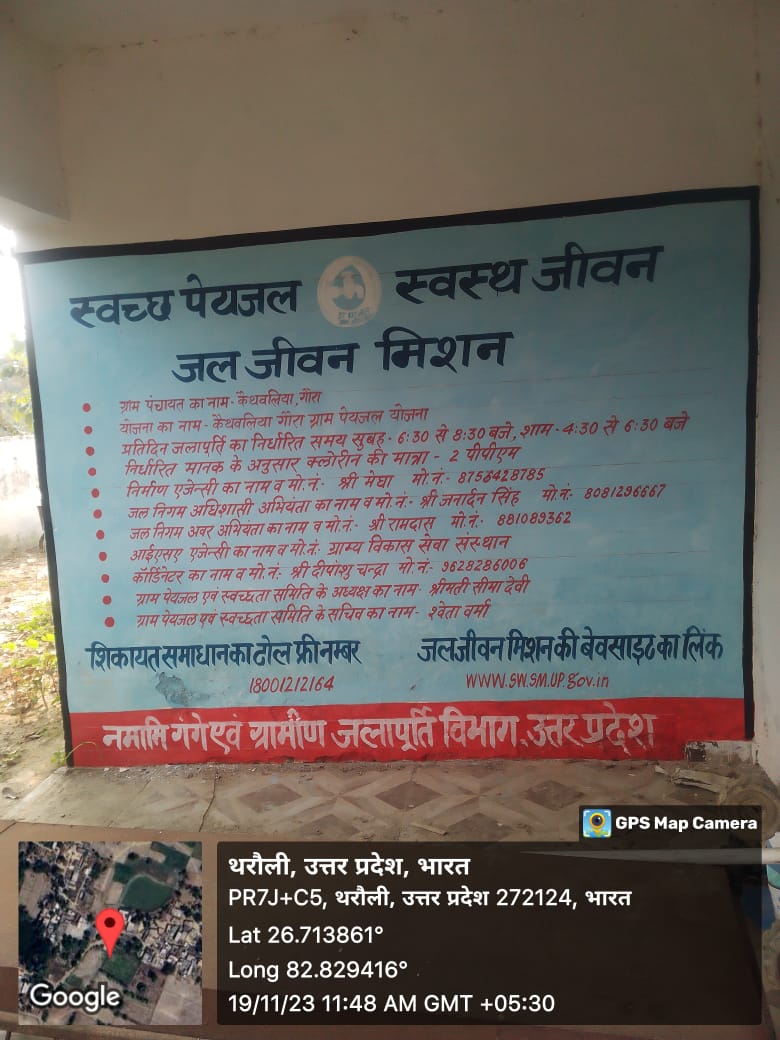 स्वच्छ पेयजल स्वस्थ जीवन
जल जीवन मिशन
ग्राम पंचायत का नाम- कैथवलिया, गौरा
योजना का नाम- कैथवलिया गौरा ग्राम पेयजल योजना
प्रतिदिन जलापूर्ति का निर्धारित समय सुबह- 6:30 से 8:30 बजे, शाम- 4:30 से 6:30 बजे
निर्धारित मानक के अनुसार क्लोरीन की मात्रा - 2 पीपीएम
निर्माण एजेन्सी का नाम व मो.नं:- श्री मेघा मो.नं:- 8756428785
जल निगम अधिशासी अभियंता का नाम व मो.नं:- श्री जनार्दन सिंह मो.नं:- 8081296667
जल निगम अवर अभियंता का नाम व मो.नं:- श्री रामदास मो.नं:- 881089362
आईएसए एजेन्सी का नाम व मो.नं: ग्राम्य विकास सेवा संस्थान
कॉर्डिनेटर का नाम व मो.नं: श्री दीपांशु चन्द्रा मो.नं:- 9628286006
ग्राम पेयजल एवं स्वच्छता समिति के अध्यक्ष का नाम- श्रीमती सीमा देवी
ग्राम पेयजल एवं स्वच्छता समिति के सचिव का नाम- श्वेता वर्मा
शिकायत समाधान का टोल फ्री नम्बर जल जीवन मिशन की बेवसाइट का लिंक
18001212164 WWW.SW.SM.UP.gov.in
नमामि गंगे एवं ग्रामीण जलापूर्ति विभाग, उत्तर प्रदेश
GPS Map Camera
थरौली, उत्तर प्रदेश, भारत
PR7J+C5, थरौली, उत्तर प्रदेश 272124, भारत
Lat 26.713861°
Long 82.829416°
19/11/23 11:48 AM GMT +05:30
Google